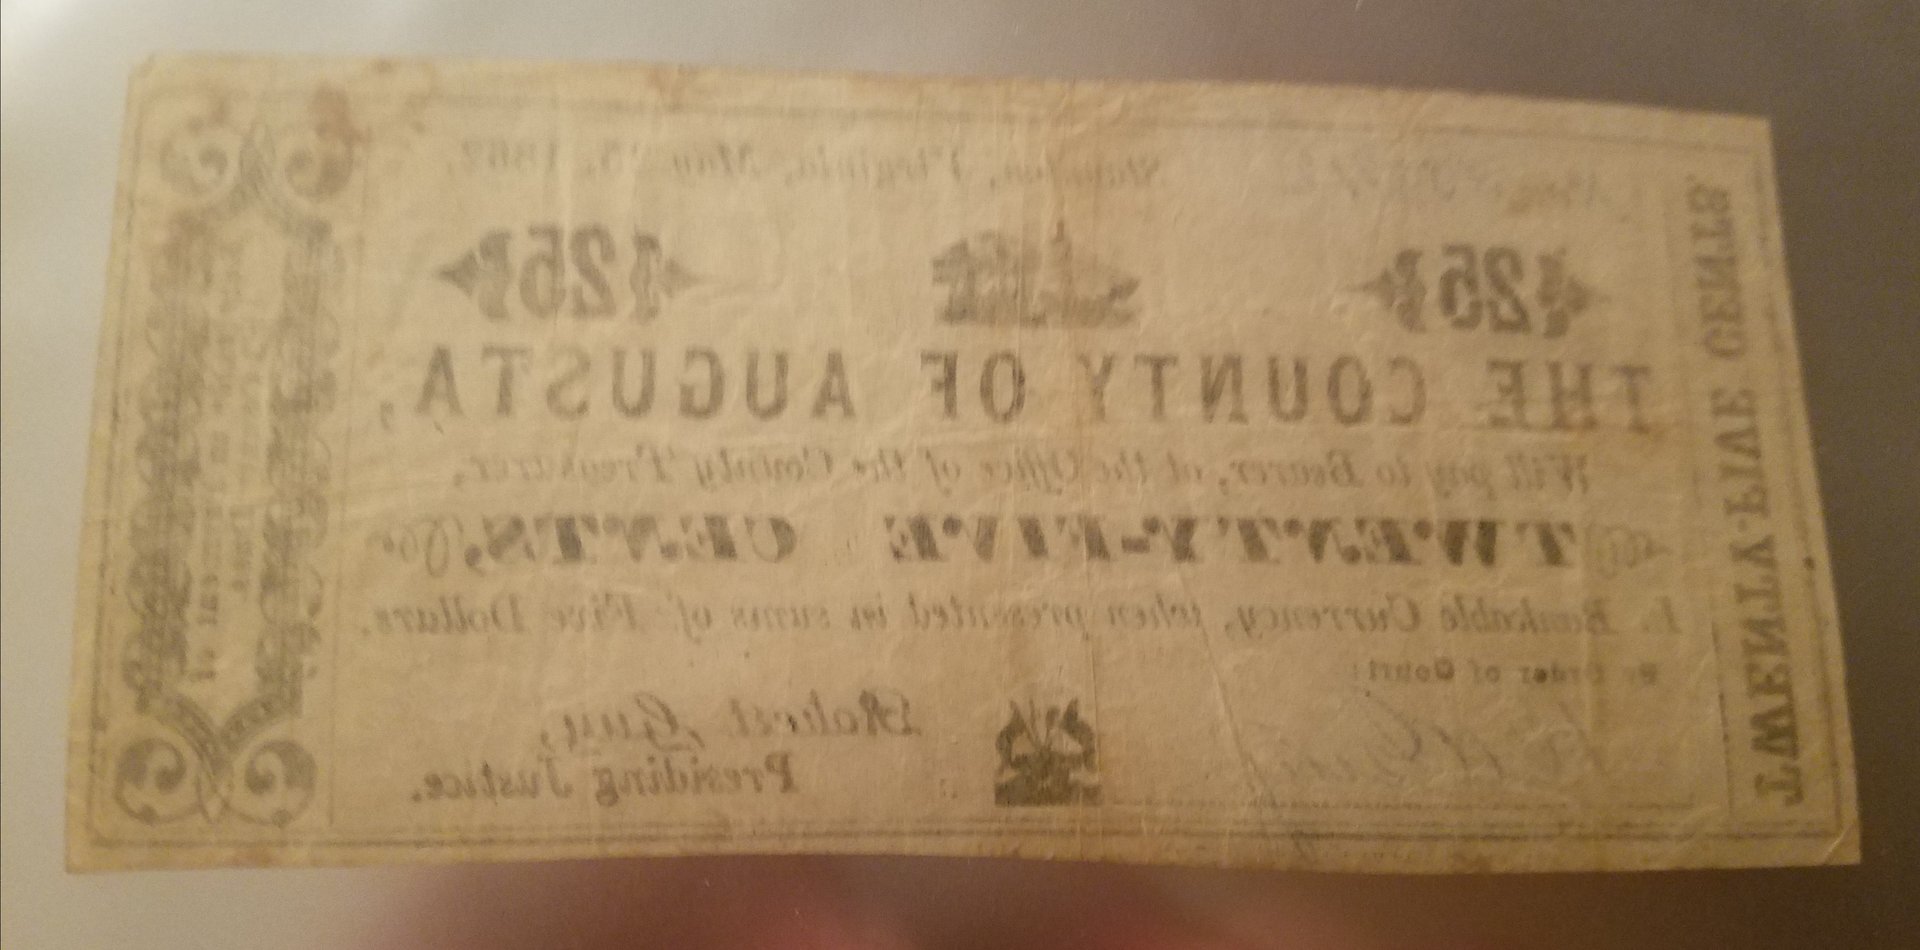 Staunton, Virginia, May 15, 1862.
25 25
THE COUNTY OF AUGUSTA,
Will pay to Bearer, at the Office of the County Treasurer,
TWENTY-FIVE CENTS,
Bankable Currency, when presented in sums of Five Dollars.
By Order of Court:
Robert Guy,
Presiding Justice.
TWENTY-FIVE CENTS.